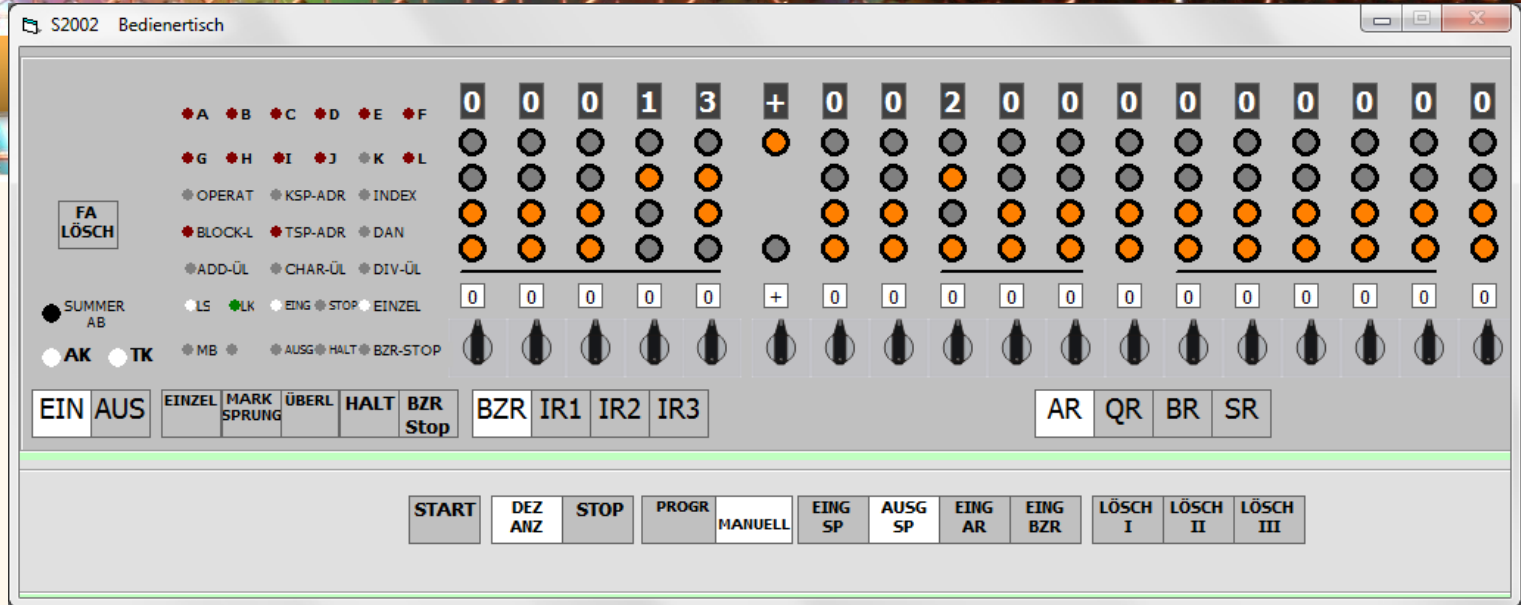 S2002 Bedienertisch
0 0 0 1 3 + 0 0 2 0 0 0 0 0 0 0 0 0
A B C D E F
G H I J K L
OPERAT KSP-ADR INDEX
FA
LÖSCH
BLOCK-L TSP-ADR DAN
ADD-ÜL CHAR-ÜL DIV-ÜL
0 0 0 0 0 + 0 0 0 0 0 0 0 0 0 0 0 0
SUMMER
AB
LS LK EING STOP EINZEL
AK TK
MB AUSG HALT BZR-STOP
EIN AUS
EINZEL
MARK
SPRUNG
ÜBERL
HALT
BZR
Stop
BZR IR1 IR2 IR3
AR QR BR SR
START
DEZ
ANZ
STOP
PROGR
MANUELL
EING
SP
AUSG
SP
EING
AR
EING
BZR
LÖSCH
I
LÖSCH
II
LÖSCH
III